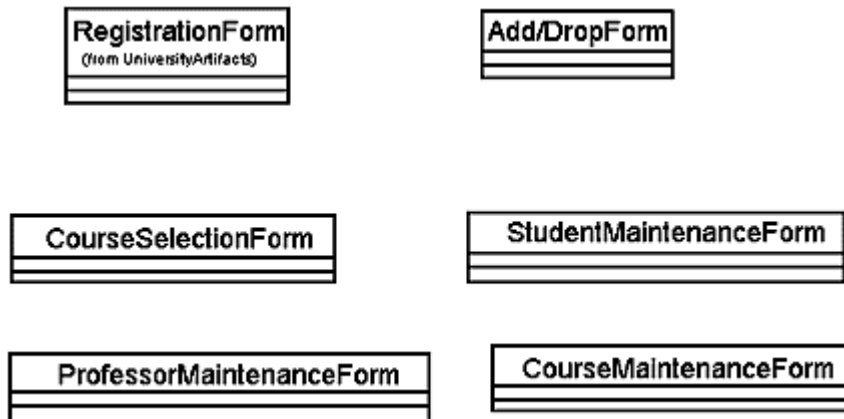 RegistrationForm
(from UniversityArtifacts)
Add/DropForm
CourseSelectionForm
StudentMaintenanceForm
ProfessorMaintenanceForm
CourseMaintenanceForm